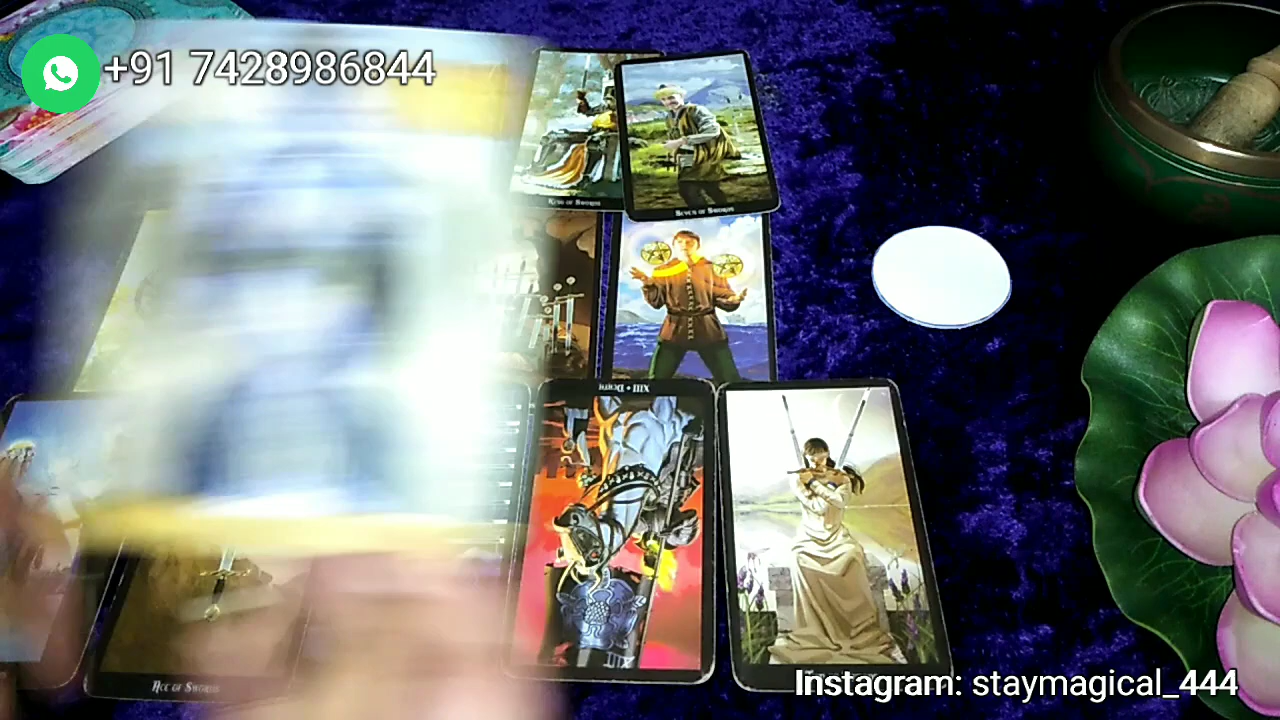 +91 7428986844
King of Swords
Seven of Swords
XIII • Death
Ace of Swords
Instagram: staymagical_444